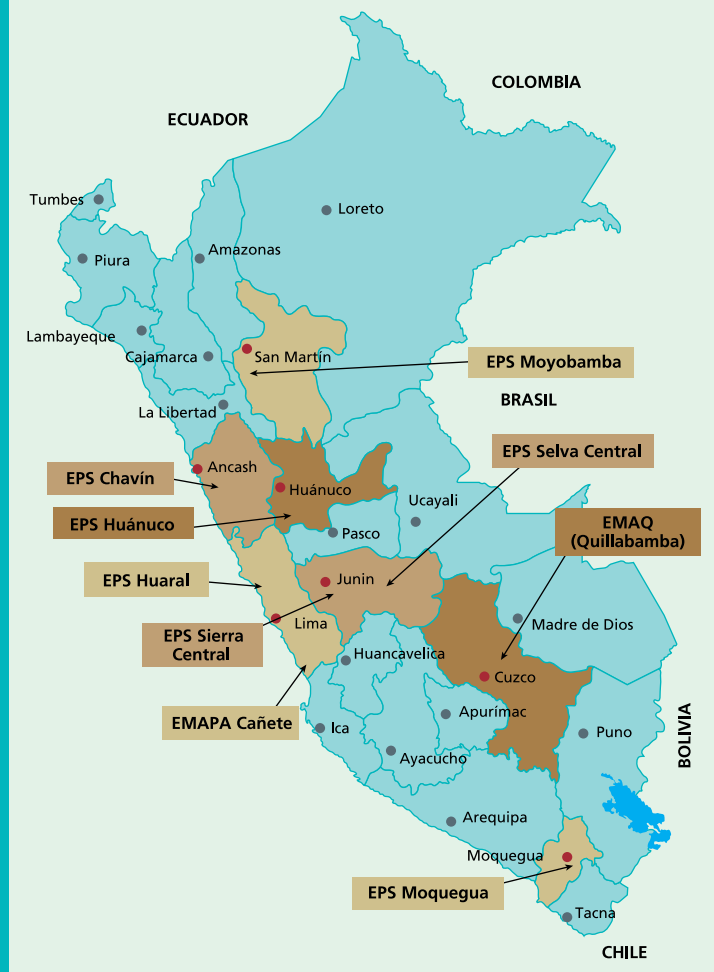 COLOMBIA
ECUADOR
Tumbes
Loreto
Piura
Amazonas
Lambayeque
Cajamarca
San Martín
EPS Moyobamba
BRASIL
La Libertad
EPS Selva Central
EPS Chavín
Ancash
Huánuco
Ucayali
EPS Huánuco
Pasco
EMAQ
(Quillabamba)
EPS Huaral
Junin
Lima
Madre de Dios
EPS Sierra
Central
Huancavelica
Cuzco
EMAPA Cañete
Ica
Apurímac
Puno
BOLIVIA
Ayacucho
Arequipa
Moquegua
EPS Moquegua
Tacna
CHILE